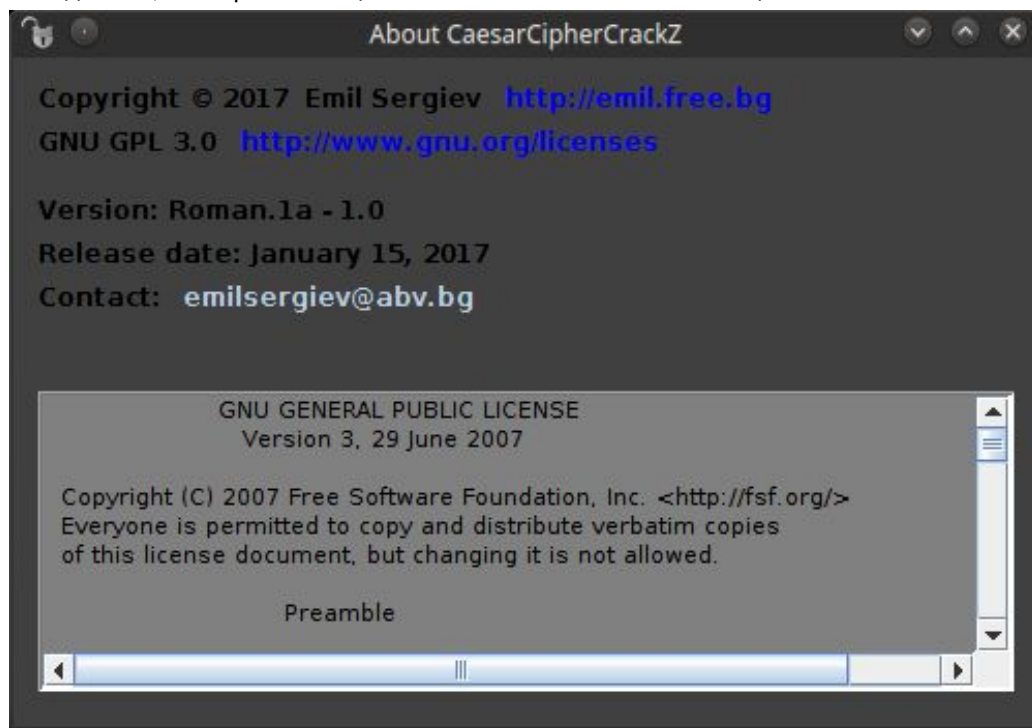 About CaesarCipherCrackZ
Copyright © 2017 Emil Sergiev http://emil.free.bg
GNU GPL 3.0 http://www.gnu.org/licenses
Version: Roman.1a - 1.0
Release date: January 15, 2017
Contact: emilsergiev@abv.bg
GNU GENERAL PUBLIC LICENSE
Version 3, 29 June 2007
Copyright (C) 2007 Free Software Foundation, Inc. <http://fsf.org/>
Everyone is permitted to copy and distribute verbatim copies
of this license document, but changing it is not allowed.
Preamble